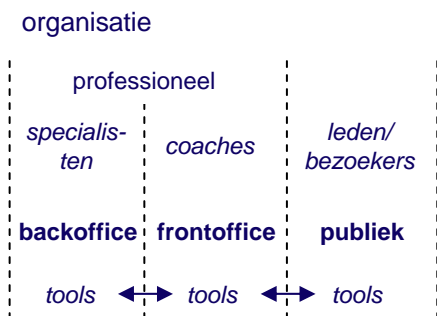 organisatie
professioneel
specialis-
ten
coaches
leden/
bezoekers
backoffice
frontoffice
publiek
tools
tools
tools